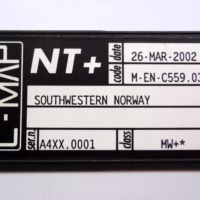 C-MAP
NT+
date
26-MAR-2002
code
M-EN-C559.03
SOUTHWESTERN NORWAY
ser.n.
A4XX.0001
class
MW+*